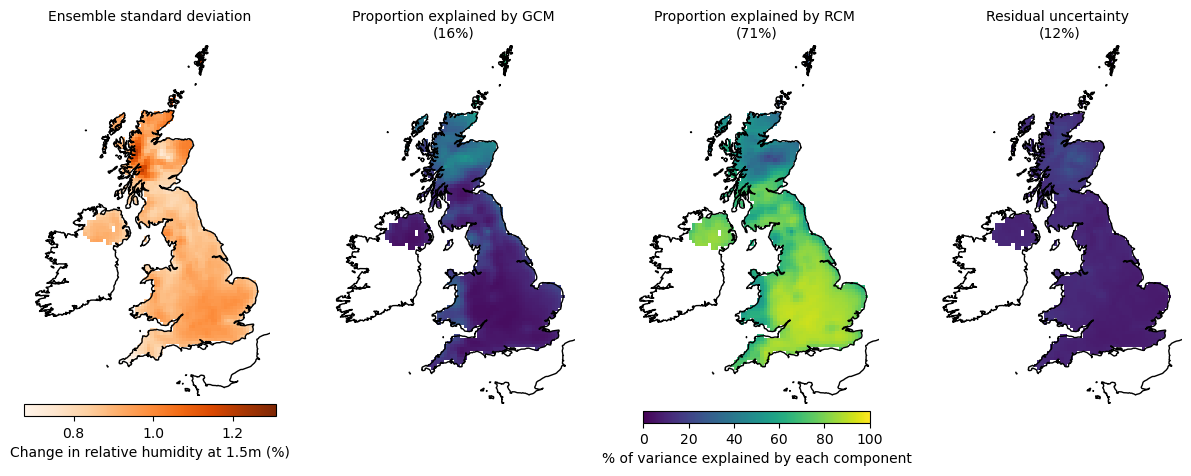 Ensemble standard deviation
Proportion explained by GCM
(16%)
Proportion explained by RCM
(71%)
Residual uncertainty
(12%)
0.8 1.0 1.2
Change in relative humidity at 1.5m (%)
0 20 40 60 80 100
% of variance explained by each component